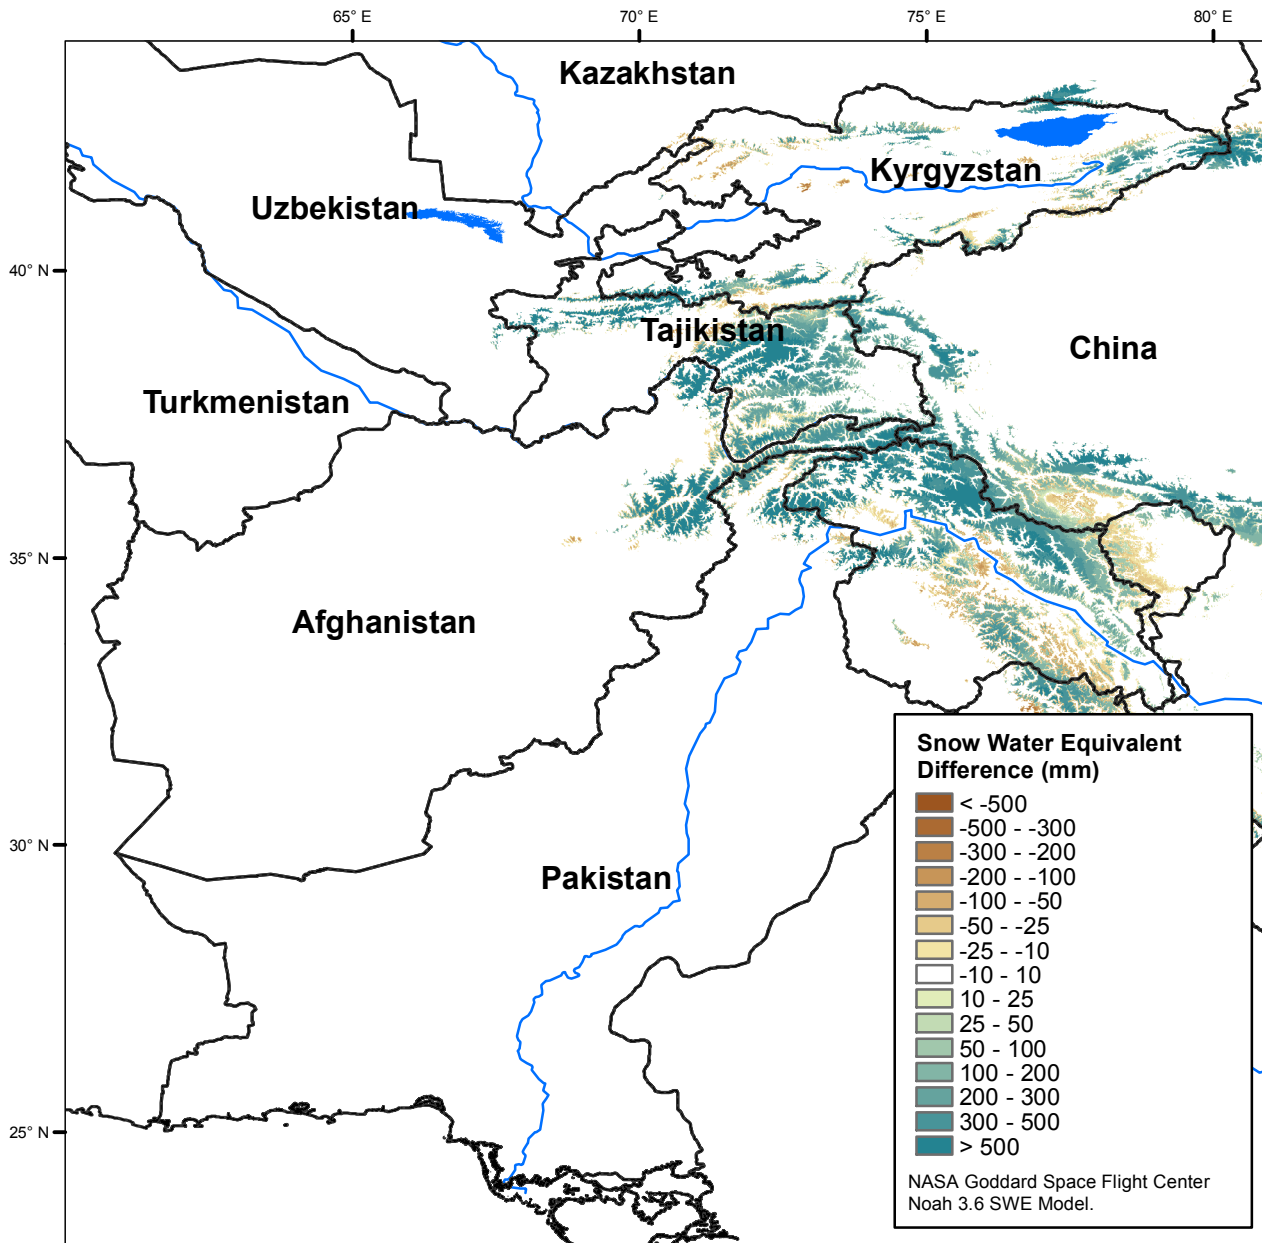 65° E
70° E
75° E
80° E
Kazakhstan
Kyrgyzstan
Uzbekistan
40° N
Tajikistan
China
Turkmenistan
35° N
Afghanistan
30° N
Pakistan
25° N
Snow Water Equivalent
Difference (mm)
< -500
-500 - -300
-300 - -200
-200 - -100
-100 - -50
-50 - -25
-25 - -10
-10 - 10
10 - 25
25 - 50
50 - 100
100 - 200
200 - 300
300 - 500
> 500
NASA Goddard Space Flight Center
Noah 3.6 SWE Model.